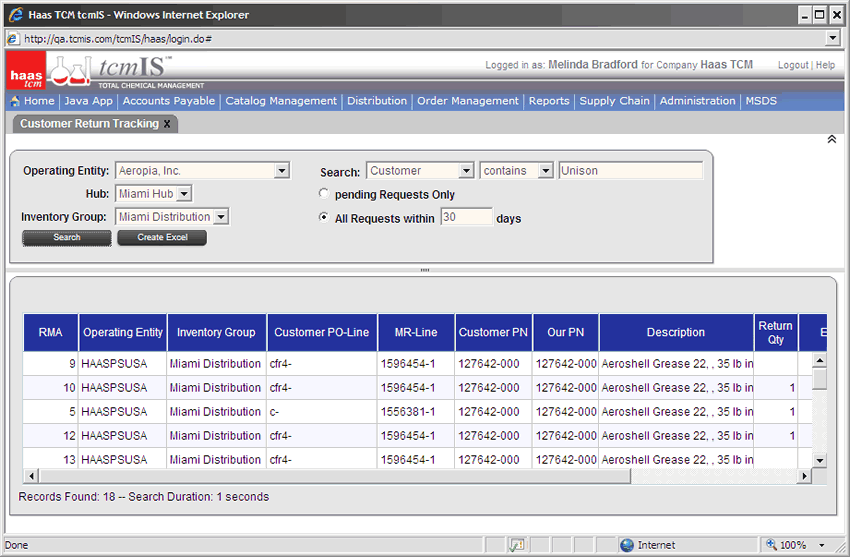 Haas TCM tcmIS - Windows Internet Explorer
http://qa.tcmis.com/tcmIS/haas/login.do#
haas tcm tcmIS™ TOTAL CHEMICAL MANAGEMENT
Logged in as: Melinda Bradford for Company Haas TCM Logout | Help
Home Java App Accounts Payable Catalog Management Distribution Order Management Reports Supply Chain Administration MSDS
Customer Return Tracking X
Operating Entity: Aeropia, Inc. Search: Customer contains Unison
Hub: Miami Hub pending Requests Only
Inventory Group: Miami Distribution All Requests within 30 days
Search Create Excel
RMA Operating Entity Inventory Group Customer PO-Line MR-Line Customer PN Our PN Description Return Qty E
9 HAASPSUSA Miami Distribution cfr4- 1596454-1 127642-000 127642-000 Aeroshell Grease 22, , 35 lb in
10 HAASPSUSA Miami Distribution cfr4- 1596454-1 127642-000 127642-000 Aeroshell Grease 22, , 35 lb in 1
5 HAASPSUSA Miami Distribution c- 1556381-1 127642-000 127642-000 Aeroshell Grease 22, , 35 lb in 1
12 HAASPSUSA Miami Distribution cfr4- 1596454-1 127642-000 127642-000 Aeroshell Grease 22, , 35 lb in 1
13 HAASPSUSA Miami Distribution cfr4- 1596454-1 127642-000 127642-000 Aeroshell Grease 22, , 35 lb in
Records Found: 18 -- Search Duration: 1 seconds
Done Internet 100%